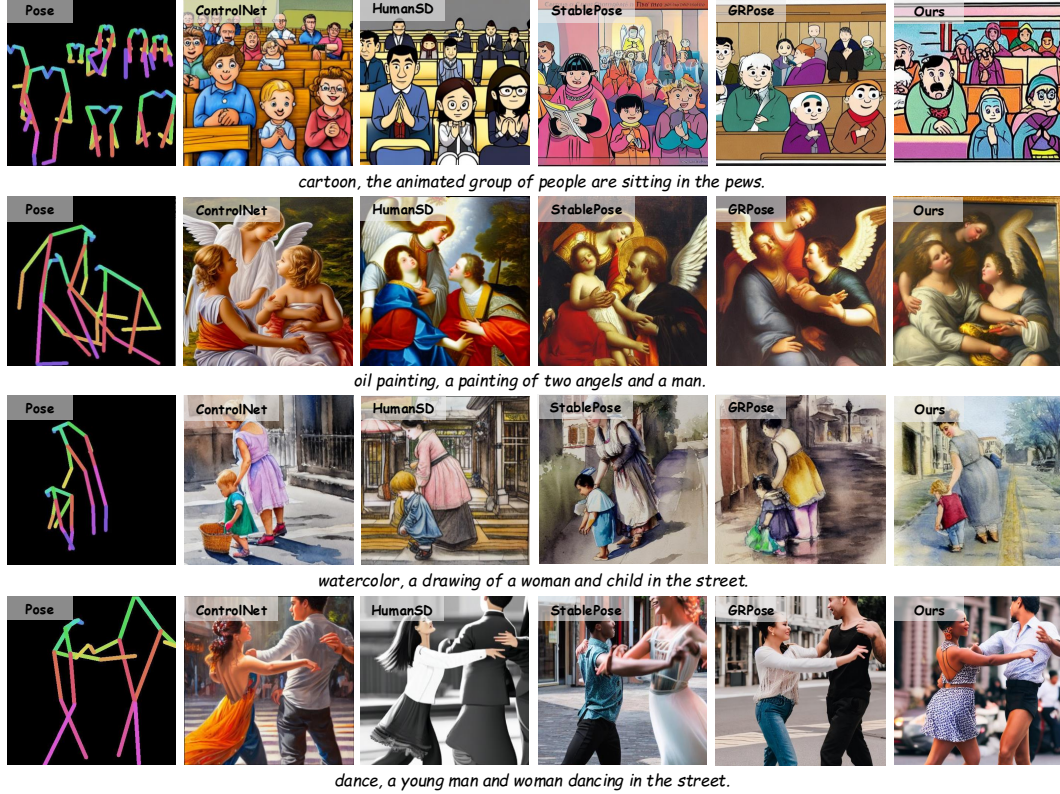 Pose ControlNet HumanSD StablePose GRPose Ours
cartoon, the animated group of people are sitting in the pews.
Pose ControlNet HumanSD StablePose GRPose Ours
oil painting, a painting of two angels and a man.
Pose ControlNet HumanSD StablePose GRPose Ours
watercolor, a drawing of a woman and child in the street.
Pose ControlNet HumanSD StablePose GRPose Ours
dance, a young man and woman dancing in the street.